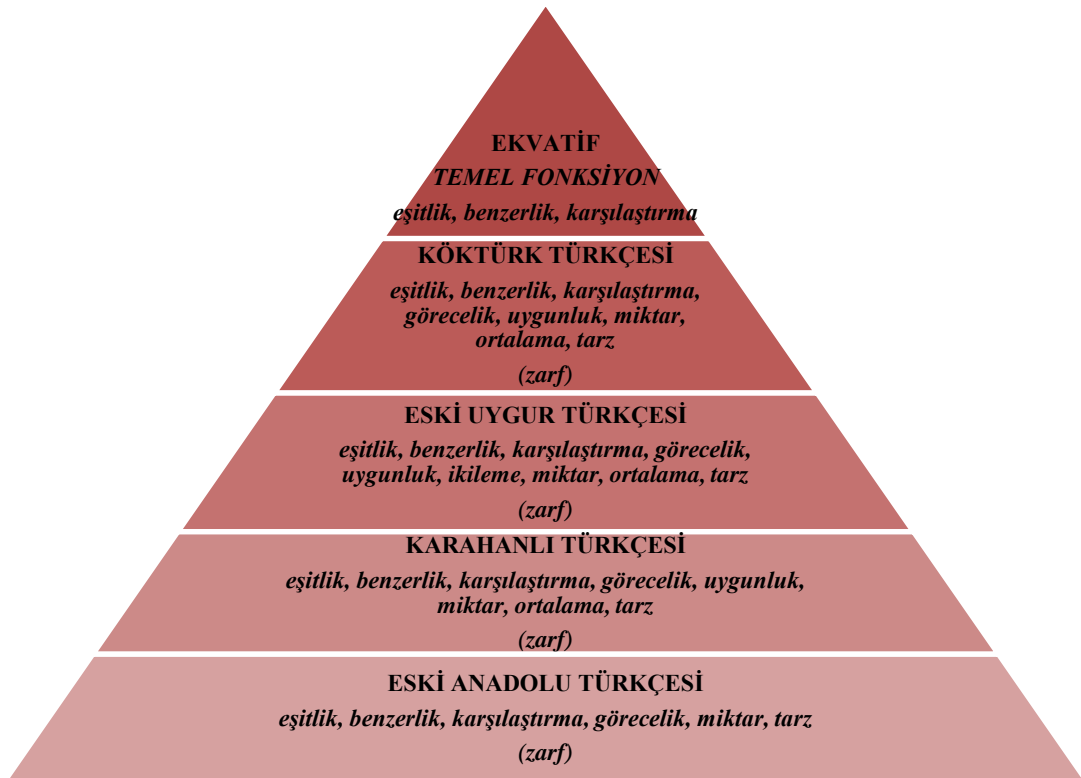 EKVATİF
TEMEL FONKSİYON
eşitlik, benzerlik, karşılaştırma
KÖKTÜRK TÜRKÇESİ
eşitlik, benzerlik, karşılaştırma,
görecelik, uygunluk, miktar,
ortalama, tarz
(zarf)
ESKİ UYGUR TÜRKÇESİ
eşitlik, benzerlik, karşılaştırma, görecelik,
uygunluk, ikileme, miktar, ortalama, tarz
(zarf)
KARAHANLI TÜRKÇESİ
eşitlik, benzerlik, karşılaştırma, görecelik, uygunluk,
miktar, ortalama, tarz
(zarf)
ESKİ ANADOLU TÜRKÇESİ
eşitlik, benzerlik, karşılaştırma, görecelik, miktar, tarz
(zarf)